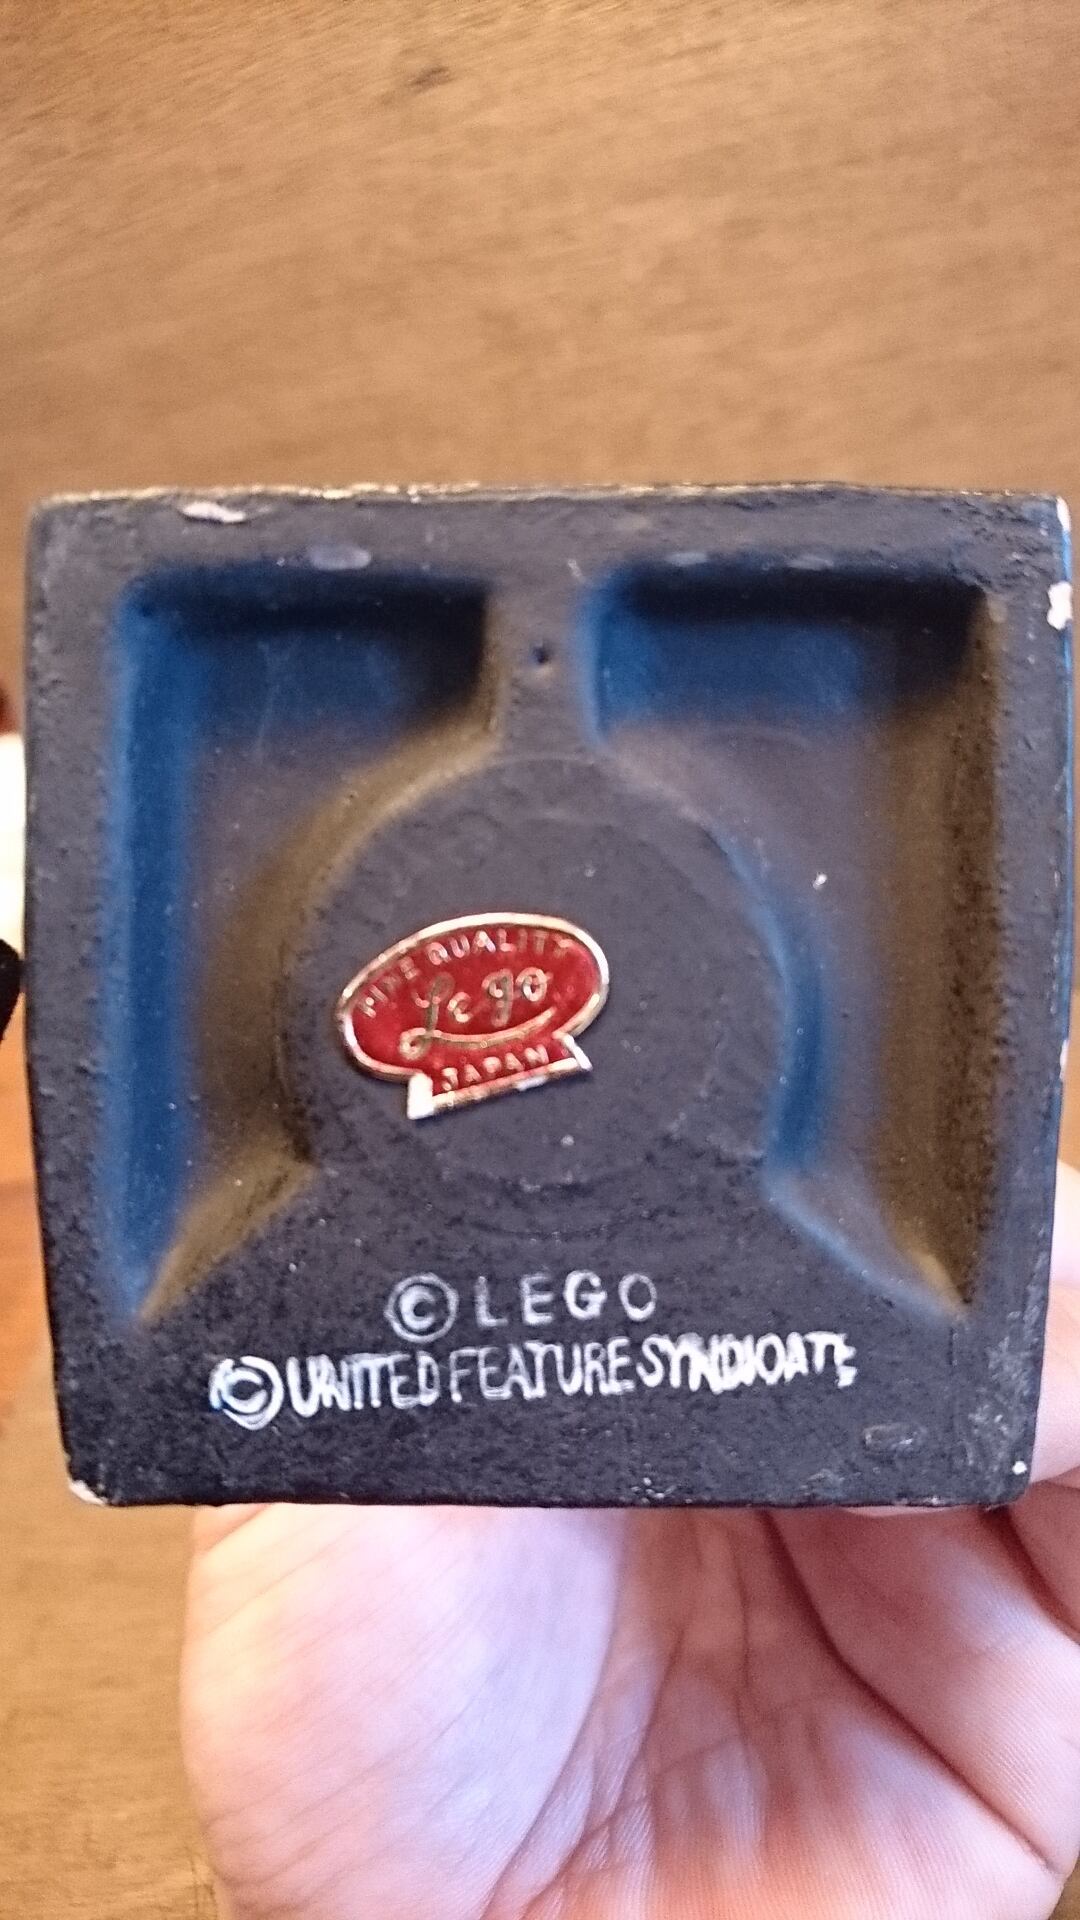 FINE QUALITY
Lego
JAPAN
© LEGO
© UNITED FEATURE SYNDICATE